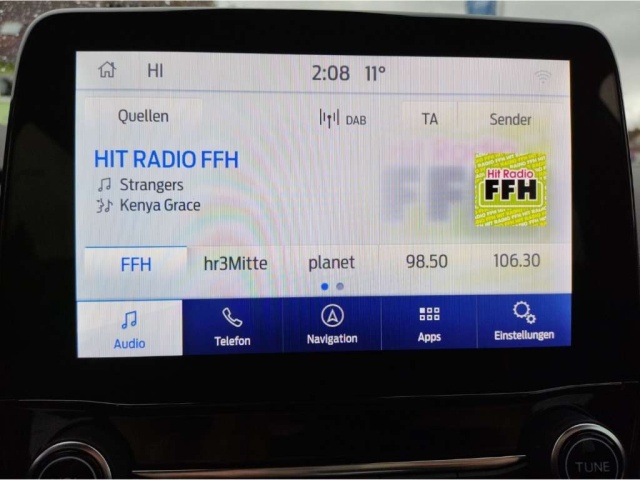 HI 2:08 11°
Quellen DAB TA Sender
HIT RADIO FFH
Strangers
Kenya Grace
Hit Radio
FFH
FFH hr3Mitte planet 98.50 106.30
Audio Telefon Navigation Apps Einstellungen
TUNE